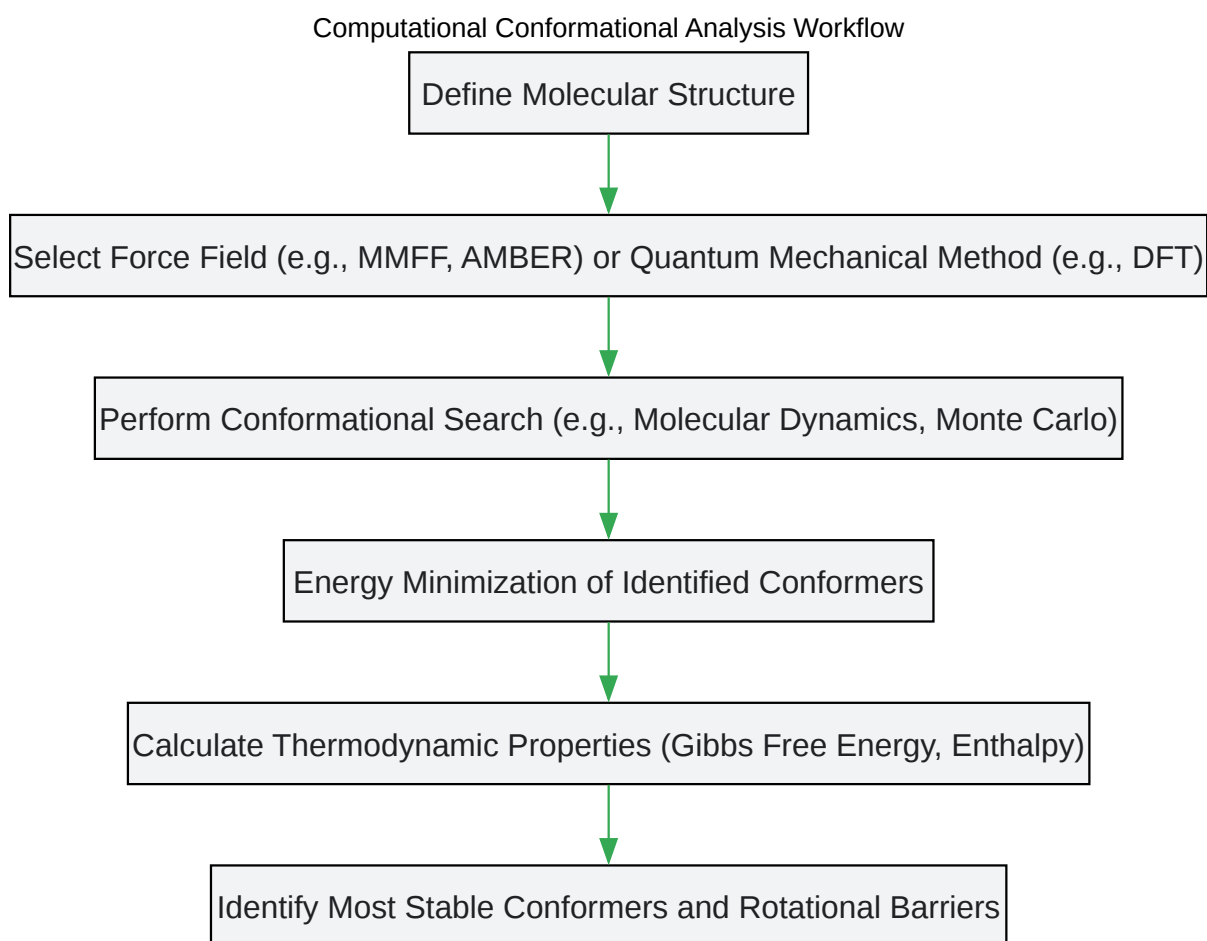 Computational Conformational Analysis Workflow
Define Molecular Structure
Select Force Field (e.g., MMFF, AMBER) or Quantum Mechanical Method (e.g., DFT)
Perform Conformational Search (e.g., Molecular Dynamics, Monte Carlo)
Energy Minimization of Identified Conformers
Calculate Thermodynamic Properties (Gibbs Free Energy, Enthalpy)
Identify Most Stable Conformers and Rotational Barriers